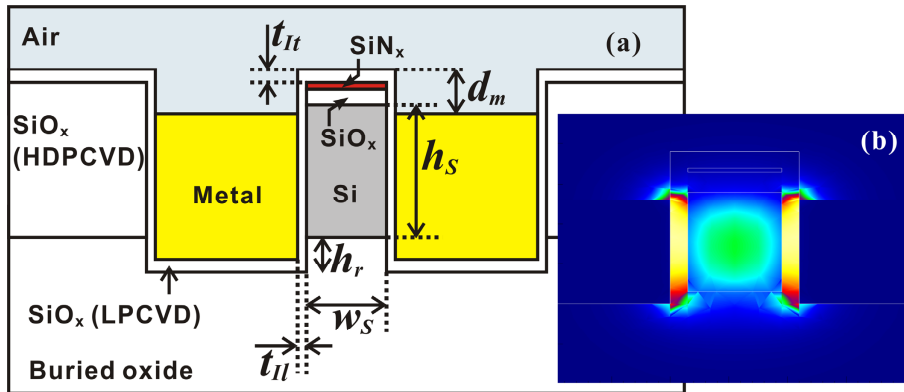 Air
t_It
SiN_x
(a)
d_m
SiO_x
(HDPCVD)
SiO_x
h_S
Metal
Si
(b)
h_r
SiO_x (LPCVD)
w_S
t_Il
Buried oxide